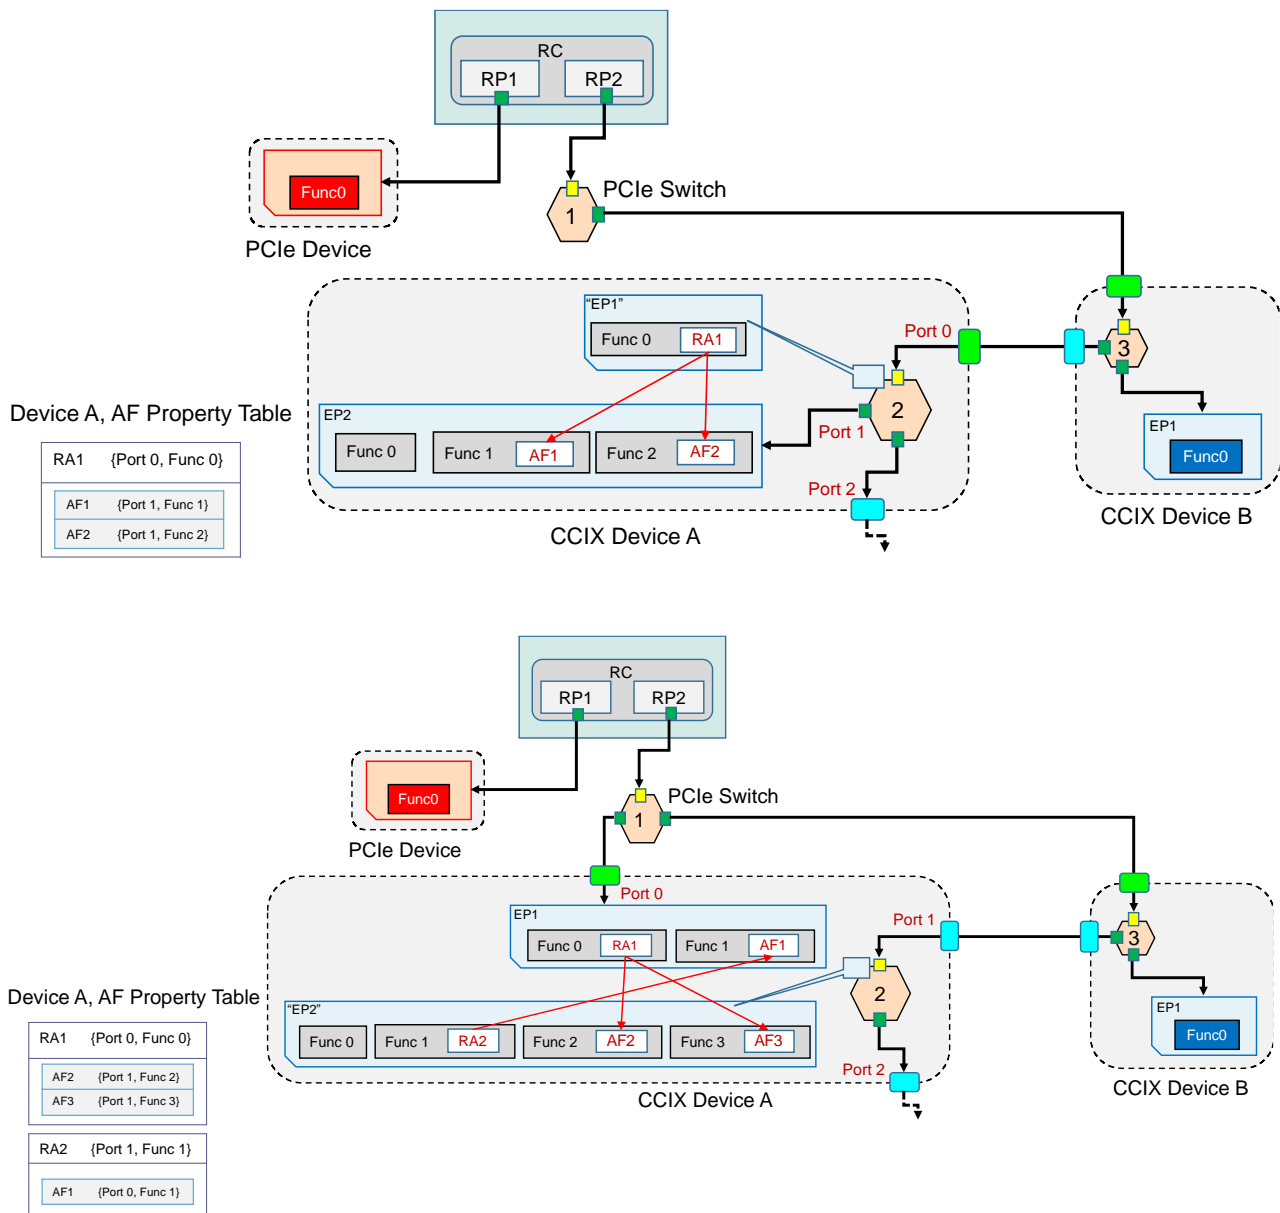 RC
RP1
RP2
Func0
PCIe Device
1
PCIe Switch
"EP1"
Func 0
RA1
Port 0
3
2
Port 1
EP2
Func 0
Func 1
AF1
Func 2
AF2
Port 2
EP1
Func0
CCIX Device A
CCIX Device B
Device A, AF Property Table
RA1 {Port 0, Func 0}
AF1 {Port 1, Func 1}
AF2 {Port 1, Func 2}
RC
RP1
RP2
Func0
PCIe Device
1
PCIe Switch
Port 0
EP1
Func 0
RA1
Func 1
AF1
Port 1
3
2
"EP2"
Func 0
Func 1
RA2
Func 2
AF2
Func 3
AF3
Port 2
EP1
Func0
CCIX Device A
CCIX Device B
Device A, AF Property Table
RA1 {Port 0, Func 0}
AF2 {Port 1, Func 2}
AF3 {Port 1, Func 3}
RA2 {Port 1, Func 1}
AF1 {Port 0, Func 1}